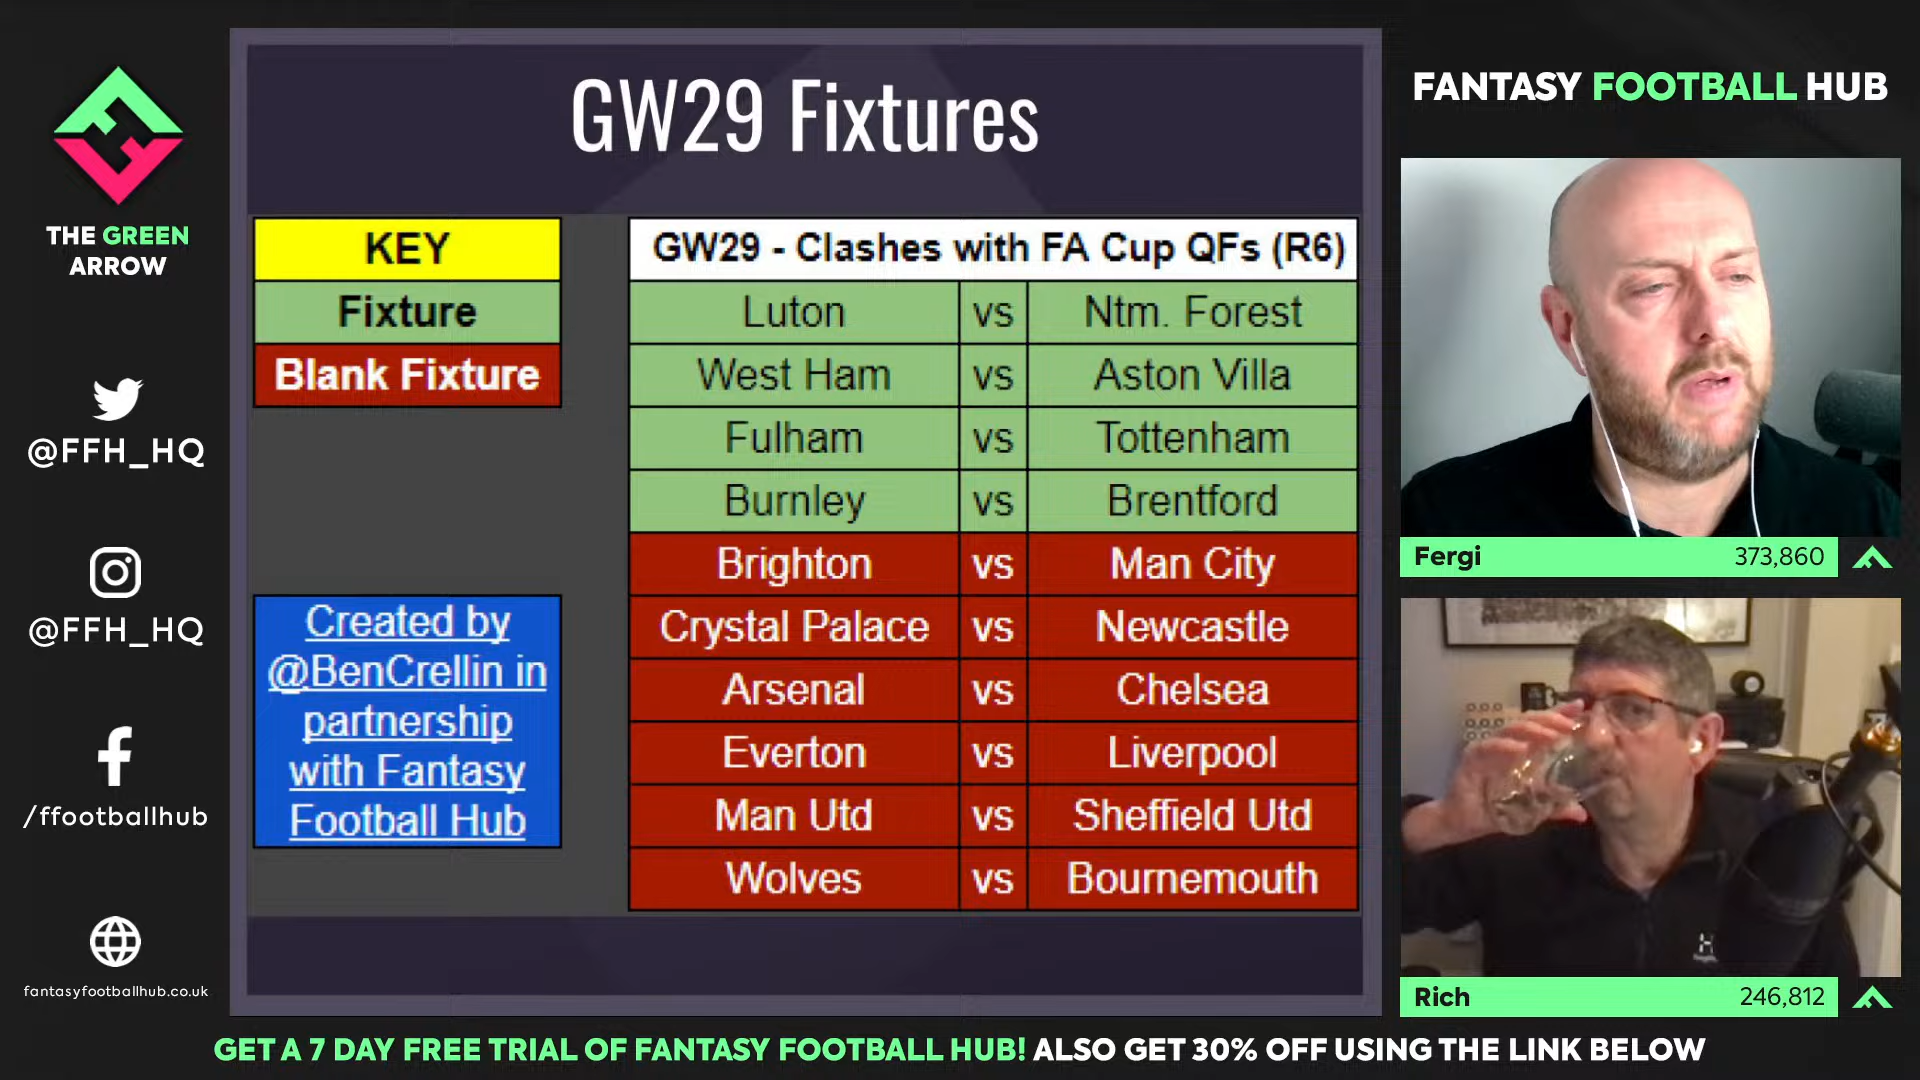 GW29 Fixtures
FANTASY FOOTBALL HUB
THE GREEN
ARROW
@FFH_HQ
@FFH_HQ
/ffootballhub
fantasyfootballhub.co.uk
KEY
Fixture
Blank Fixture
Created by
@BenCrellin in
partnership
with Fantasy
Football Hub
GW29 - Clashes with FA Cup QFs (R6)
Luton vs Ntm. Forest
West Ham vs Aston Villa
Fulham vs Tottenham
Burnley vs Brentford
Brighton vs Man City
Crystal Palace vs Newcastle
Arsenal vs Chelsea
Everton vs Liverpool
Man Utd vs Sheffield Utd
Wolves vs Bournemouth
Fergi 373,860
Rich 246,812
GET A 7 DAY FREE TRIAL OF FANTASY FOOTBALL HUB! ALSO GET 30% OFF USING THE LINK BELOW